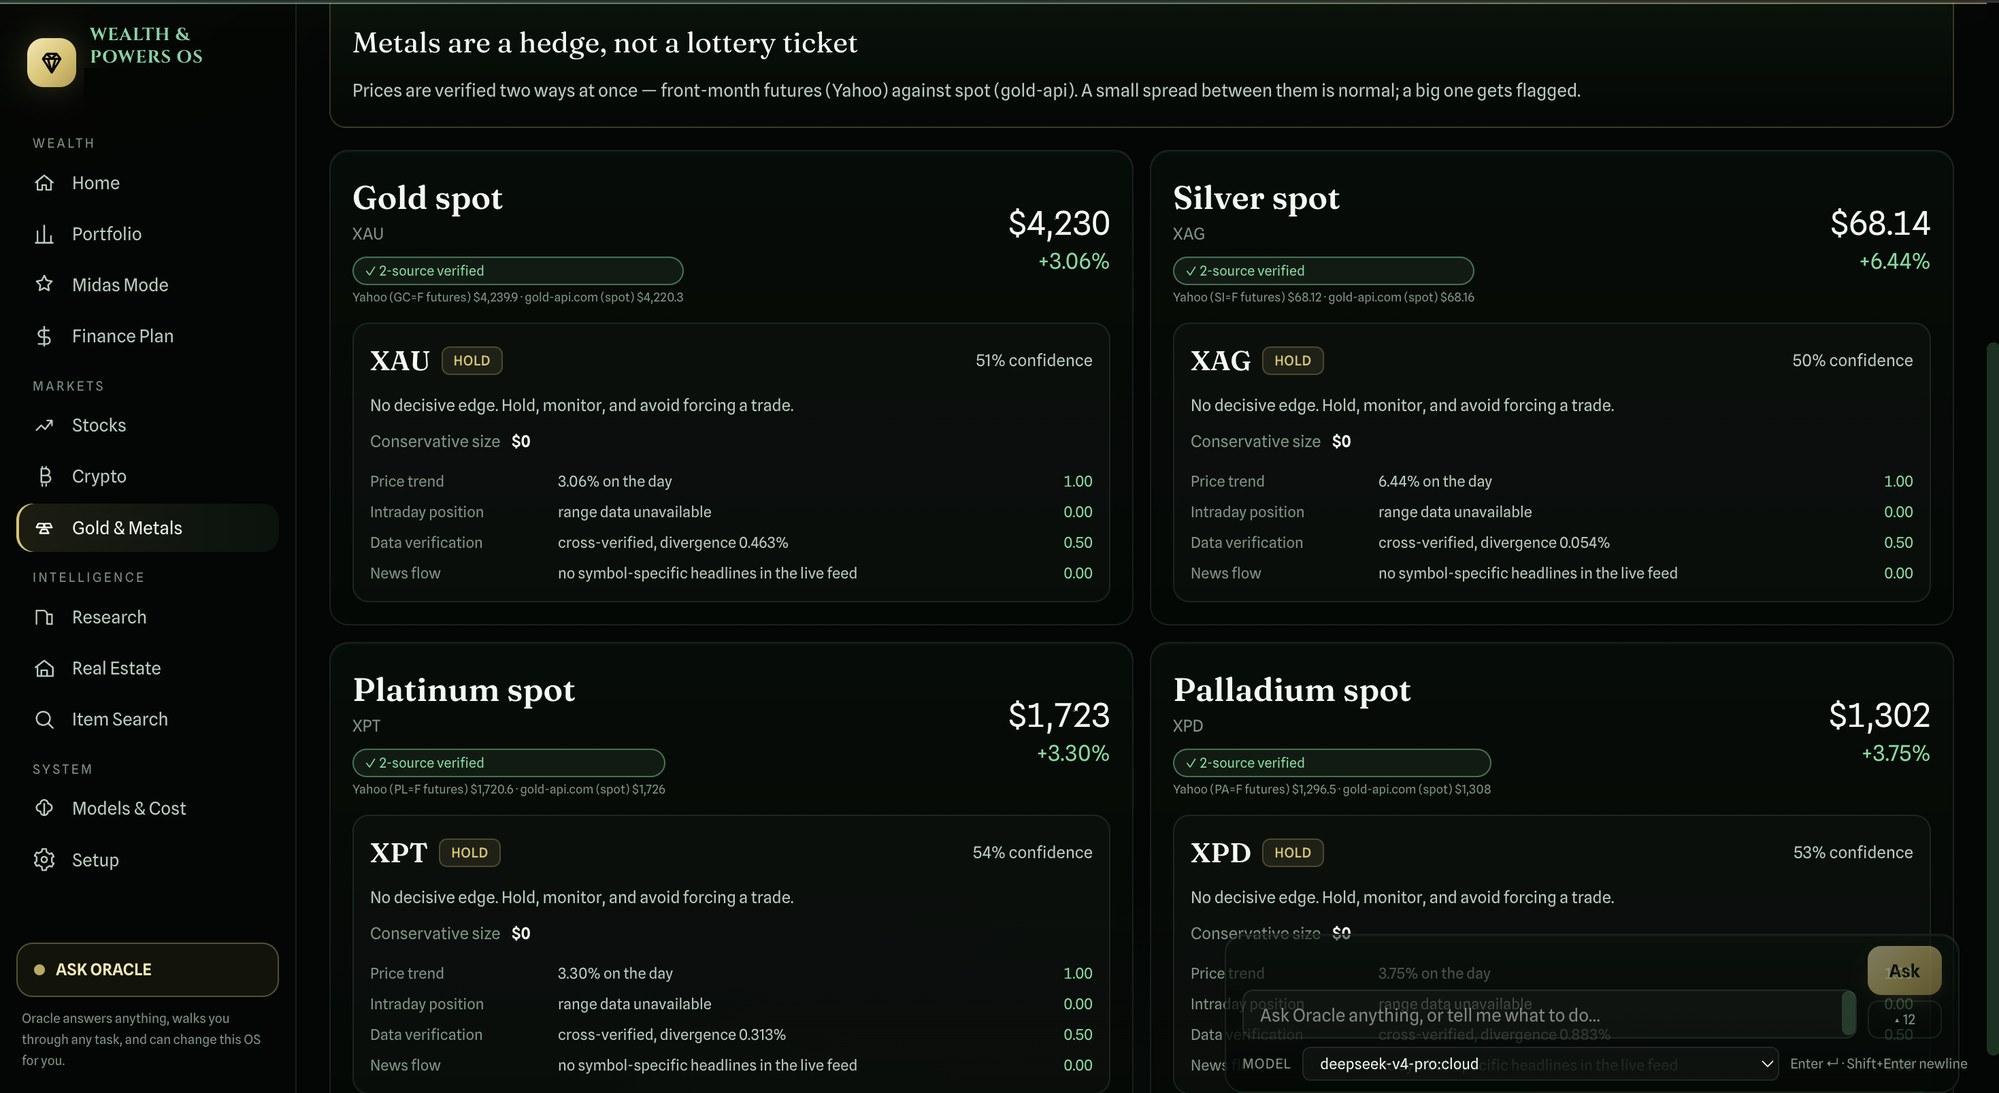 WEALTH &
POWERS OS
WEALTH
Home
Portfolio
Midas Mode
Finance Plan
MARKETS
Stocks
Crypto
Gold & Metals
INTELLIGENCE
Research
Real Estate
Item Search
SYSTEM
Models & Cost
Setup
ASK ORACLE
Oracle answers anything, walks you
through any task, and can change this OS
for you.
Metals are a hedge, not a lottery ticket
Prices are verified two ways at once — front-month futures (Yahoo) against spot (gold-api). A small spread between them is normal; a big one gets flagged.
Gold spot
XAU
✓ 2-source verified
Yahoo (GC=F futures) $4,239.9 · gold-api.com (spot) $4,220.3
$4,230
+3.06%
XAU HOLD 51% confidence
No decisive edge. Hold, monitor, and avoid forcing a trade.
Conservative size $0
Price trend 3.06% on the day 1.00
Intraday position range data unavailable 0.00
Data verification cross-verified, divergence 0.463% 0.50
News flow no symbol-specific headlines in the live feed 0.00
Silver spot
XAG
✓ 2-source verified
Yahoo (SI=F futures) $68.12 · gold-api.com (spot) $68.16
$68.14
+6.44%
XAG HOLD 50% confidence
No decisive edge. Hold, monitor, and avoid forcing a trade.
Conservative size $0
Price trend 6.44% on the day 1.00
Intraday position range data unavailable 0.00
Data verification cross-verified, divergence 0.054% 0.50
News flow no symbol-specific headlines in the live feed 0.00
Platinum spot
XPT
✓ 2-source verified
Yahoo (PL=F futures) $1,720.6 · gold-api.com (spot) $1,726
$1,723
+3.30%
XPT HOLD 54% confidence
No decisive edge. Hold, monitor, and avoid forcing a trade.
Conservative size $0
Price trend 3.30% on the day 1.00
Intraday position range data unavailable 0.00
Data verification cross-verified, divergence 0.313% 0.50
News flow no symbol-specific headlines in the live feed 0.00
Palladium spot
XPD
✓ 2-source verified
Yahoo (PA=F futures) $1,296.5 · gold-api.com (spot) $1,308
$1,302
+3.75%
XPD HOLD 53% confidence
No decisive edge. Hold, monitor, and avoid forcing a trade.
Conservative size $0
Price trend 3.75% on the day
Intraday position range data unavailable 0.00
Data verification cross-verified, divergence 0.883% 0.50
News
Ask
Ask Oracle anything, or tell me what to do...
▴ 12
MODEL deepseek-v4-pro:cloud Enter ↵ · Shift+Enter newline